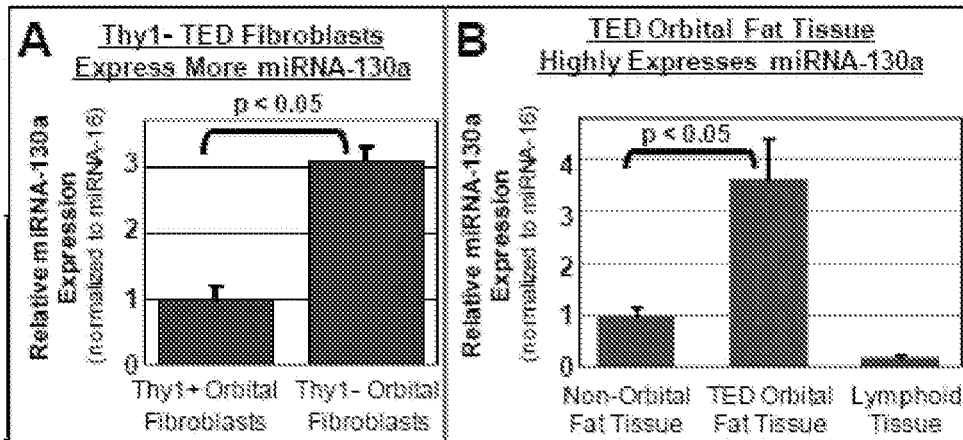 A
Thy1- TED Fibroblasts
Express More miRNA-130a
p < 0.05
Relative miRNA-130a
Expression
(normalized to miRNA-16)
3
2
1
0
Thy1+ Orbital
Fibroblasts
Thy1- Orbital
Fibroblasts
B
TED Orbital Fat Tissue
Highly Expresses miRNA-130a
p < 0.05
Relative miRNA-130a
Expression
(normalized to miRNA-16)
4
3
2
1
0
Non-Orbital
Fat Tissue
TED Orbital
Fat Tissue
Lymphoid
Tissue